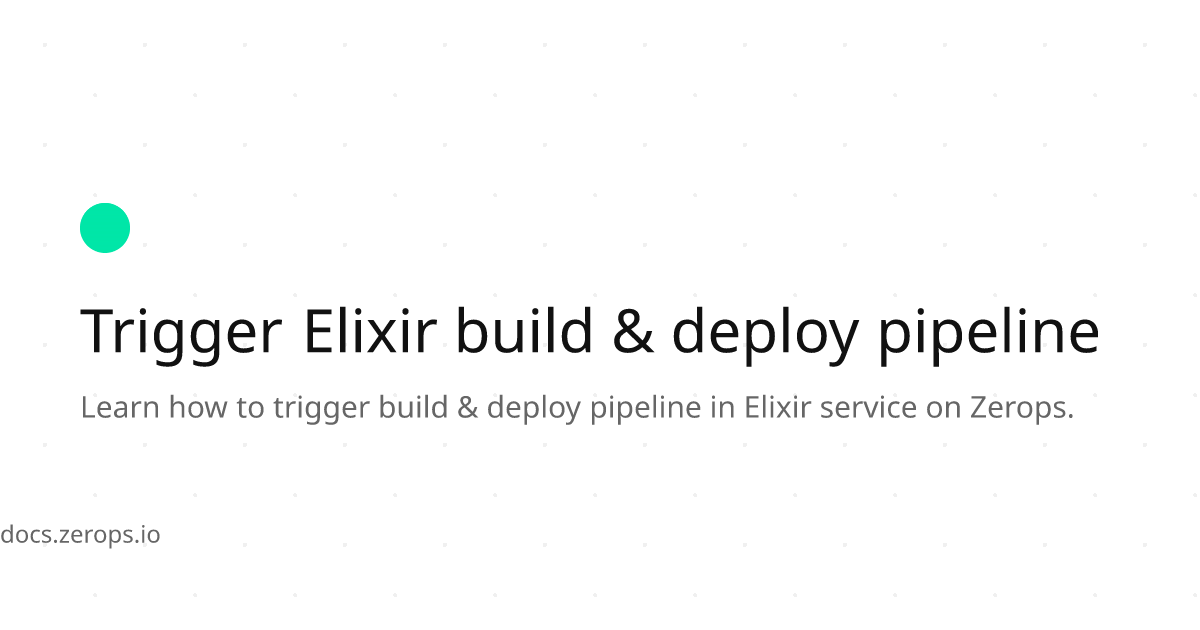 Trigger Elixir build & deploy pipeline
Learn how to trigger build & deploy pipeline in Elixir service on Zerops.
docs.zerops.io